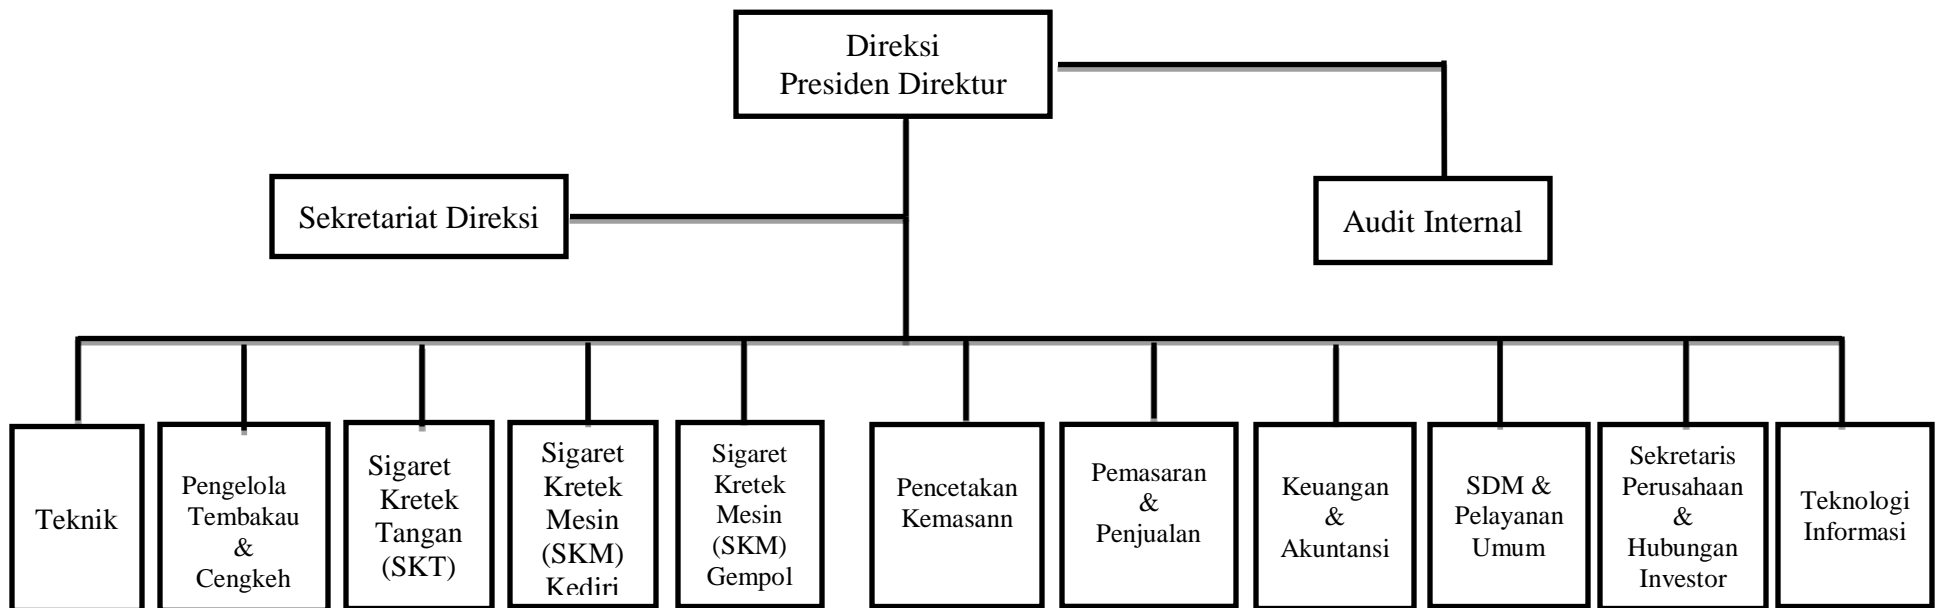 Direksi
Presiden Direktur
Sekretariat Direksi
Audit Internal
Teknik
Pengelola
Tembakau
&
Cengkeh
Sigaret
Kretek
Tangan
(SKT)
Sigaret
Kretek
Mesin
(SKM)
Kediri
Sigaret
Kretek
Mesin
(SKM)
Gempol
Pencetakan
Kemasann
Pemasaran
&
Penjualan
Keuangan
&
Akuntansi
SDM &
Pelayanan
Umum
Sekretaris
Perusahaan
&
Hubungan
Investor
Teknologi
Informasi